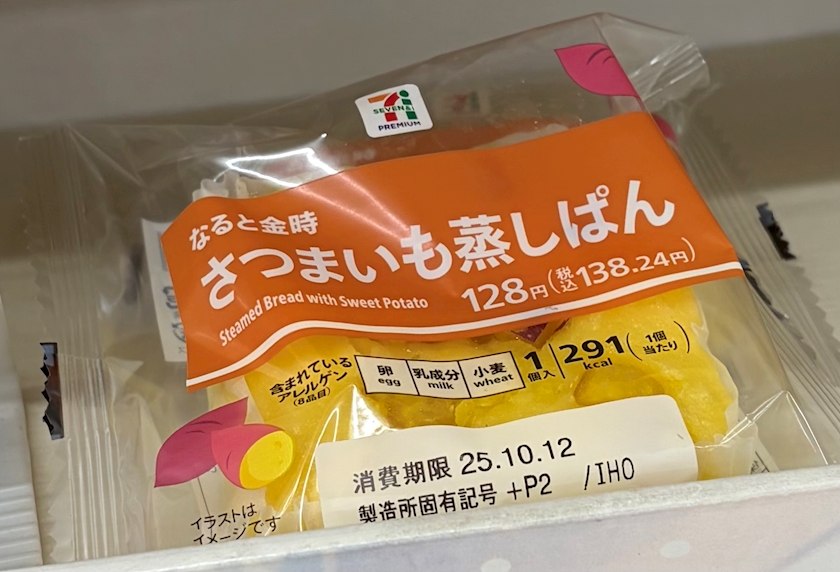 SEVEN&i
PREMIUM
なると金時
さつまいも蒸しぱん
Steamed Bread with Sweet Potato
128円(税込138.24円)
含まれている
アレルゲン
(8品目)
卵 egg
乳成分 milk
小麦 wheat
1個入
291kcal
(1個当たり)
消費期限 25.10.12
製造所固有記号 +P2 /IHO
イラストは
イメージです